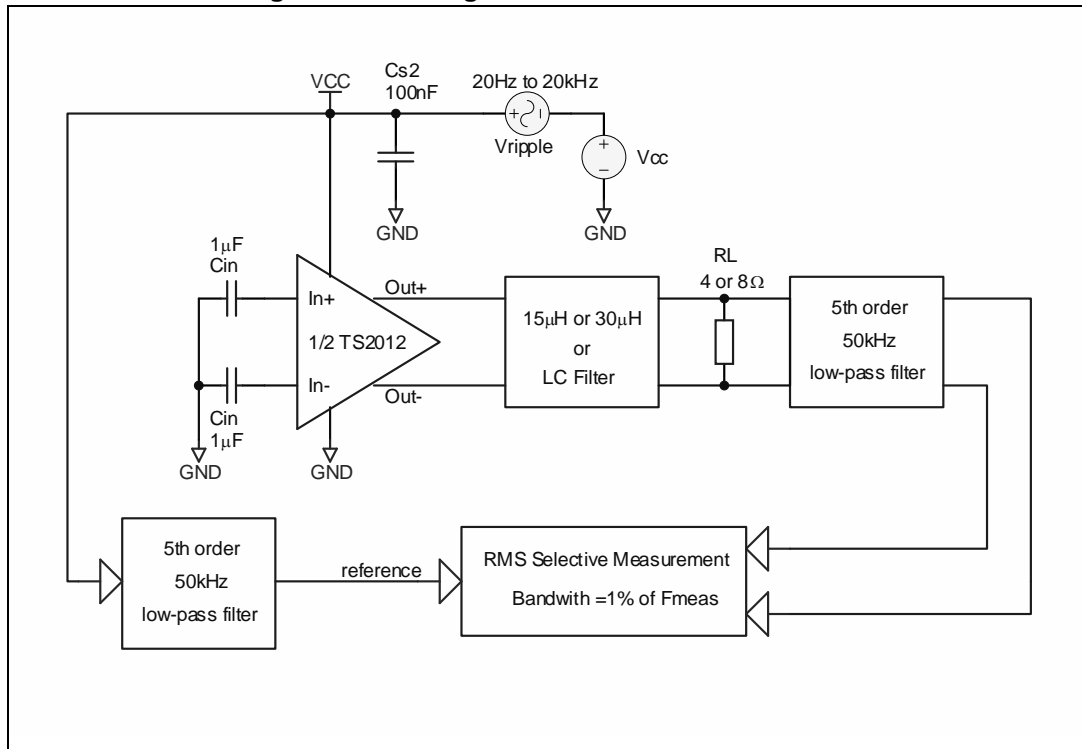 VCC
Cs2
100nF
20Hz to 20kHz
Vripple
Vcc
GND
GND
1μF
Cin
In+
1/2 TS2012
In-
Out+
Out-
Cin
1μF
GND
GND
15μH or 30μH
or
LC Filter
RL
4 or 8Ω
5th order
50kHz
low-pass filter
5th order
50kHz
low-pass filter
reference
RMS Selective Measurement
Bandwith =1% of Fmeas